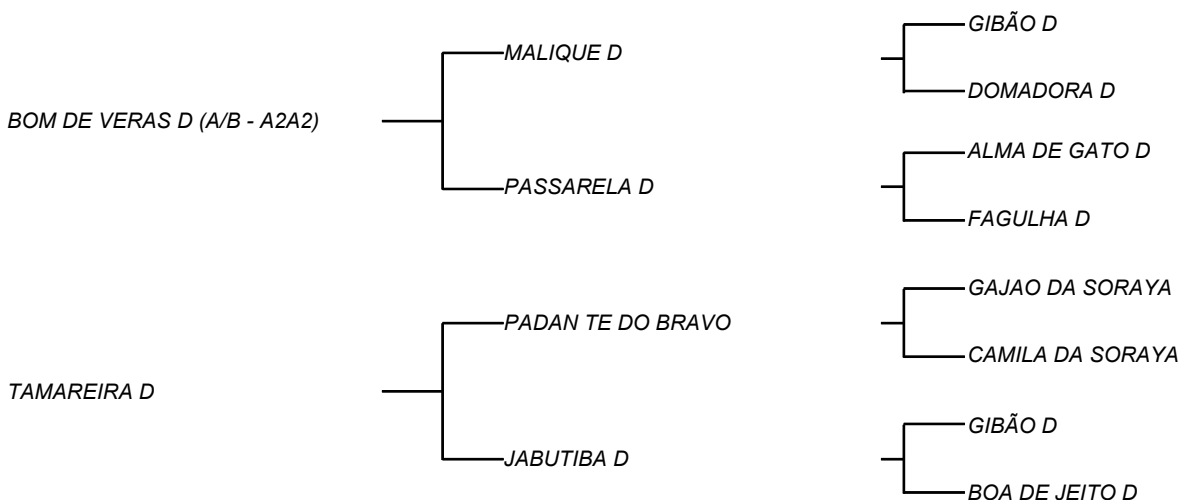 GIBÃO D
MALIQUE D
DOMADORA D
BOM DE VERAS D (A/B - A2A2)
ALMA DE GATO D
PASSARELA D
FAGULHA D
GAJAO DA SORAYA
PADAN TE DO BRAVO
CAMILA DA SORAYA
TAMAREIRA D
GIBÃO D
JABUTIBA D
BOA DE JEITO D